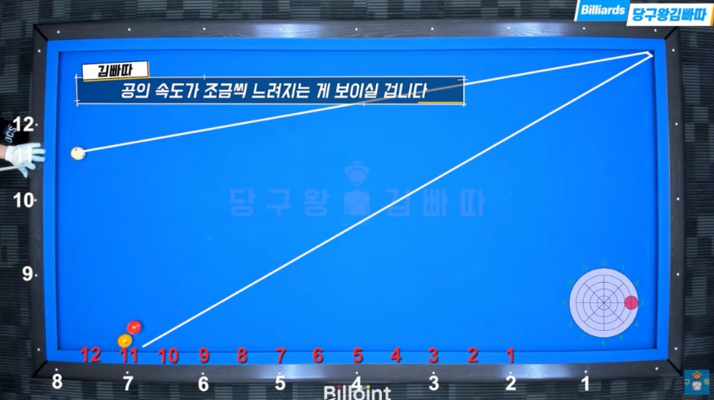 Billiards 당구왕김빠따
김빠따
공의 속도가 조금씩 느려지는 게 보이실 겁니다
12
11
10
당구왕 김빠따
9
12 11 10 9 8 7 6 5 4 3 2 1
8 7 6 5 4 3 2 1
Billoint